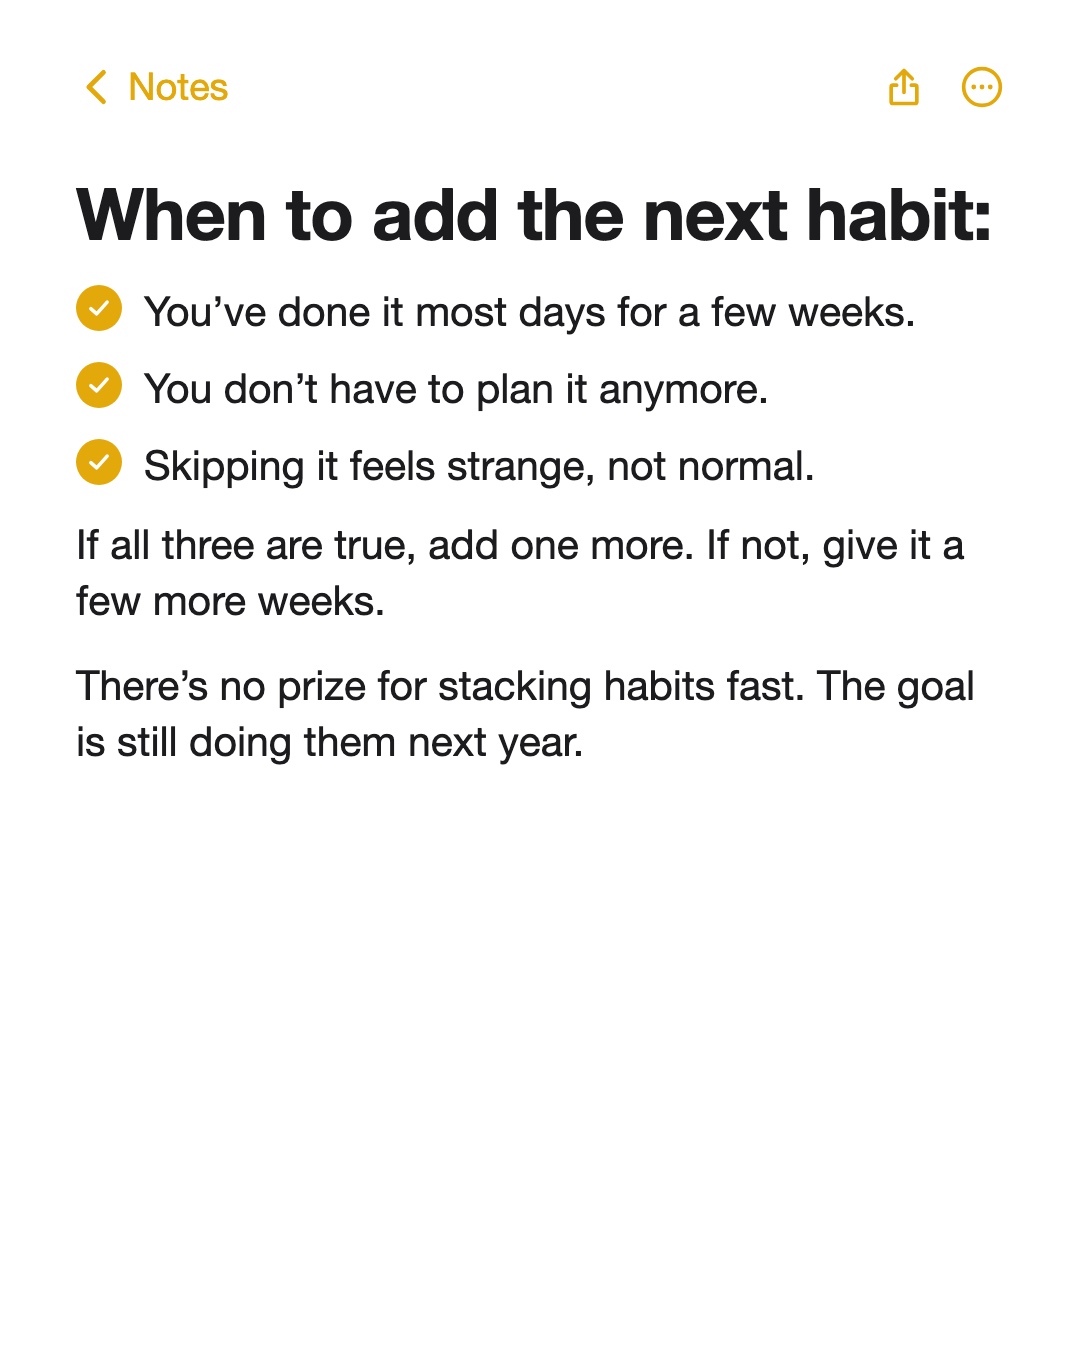 Notes
When to add the next habit:
You’ve done it most days for a few weeks.
You don’t have to plan it anymore.
Skipping it feels strange, not normal.
If all three are true, add one more. If not, give it a
few more weeks.
There’s no prize for stacking habits fast. The goal
is still doing them next year.